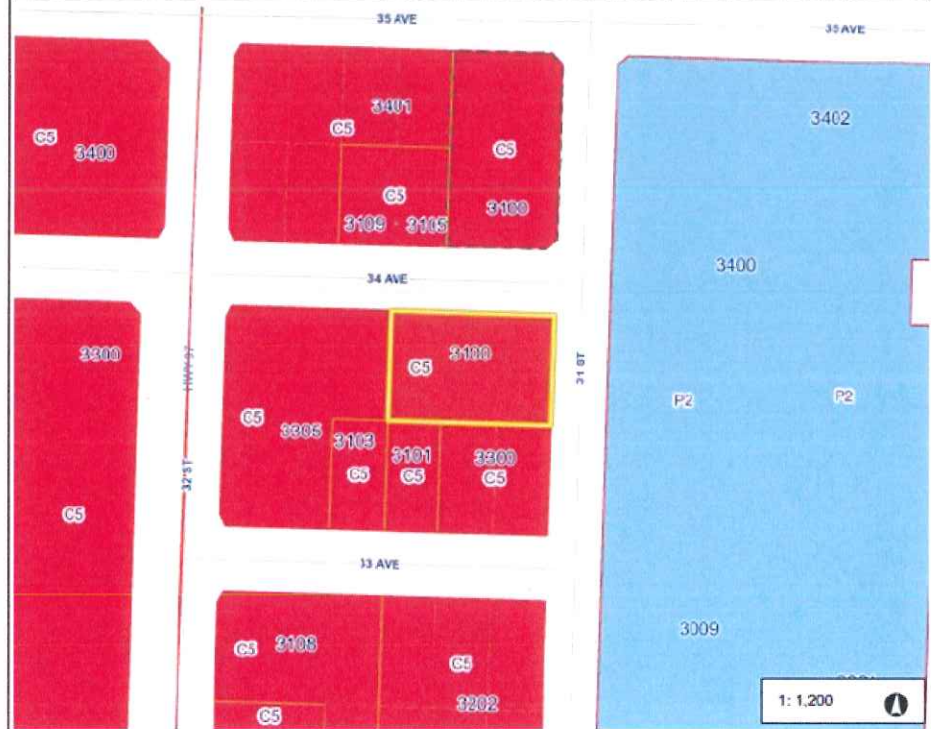 35 AVE
35 AVE
3401
3402
C5
C5
3400
C5
C5
3109 - 3105
3100
3400
34 AVE
3300
HWY 97
C5
3100
31 ST
C5
3305
3103
3101
3300
C5
C5
C5
P2
P2
32 ST
C5
33 AVE
C5
3108
C5
3009
C5
3202
1: 1,200